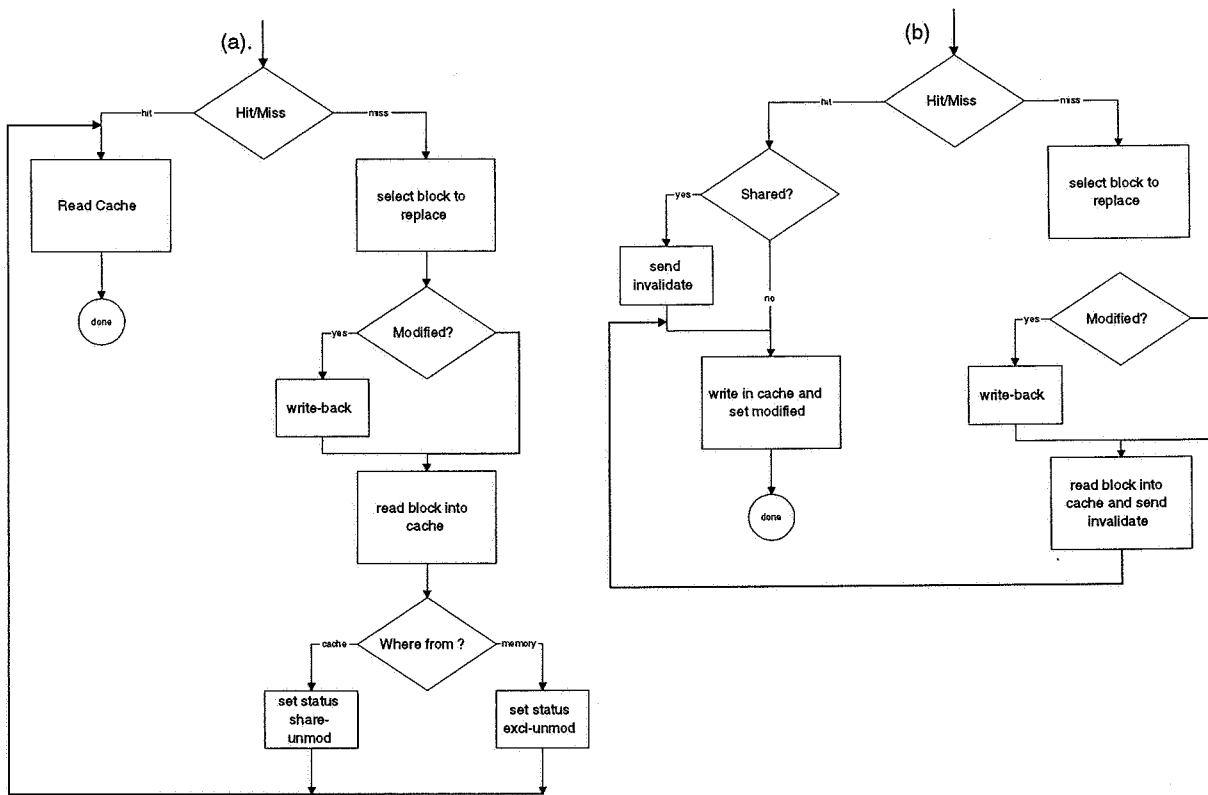 (a).
Hit/Miss
hit
miss
Read Cache
select block to
replace
done
Modified?
yes
write-back
read block into
cache
Where from ?
cache
memory
set status
share-
unmod
set status
excl-unmod
(b)
Hit/Miss
hit
miss
Shared?
yes
select block to
replace
send
invalidate
no
Modified?
yes
write in cache and
set modified
write-back
done
read block into
cache and send
invalidate